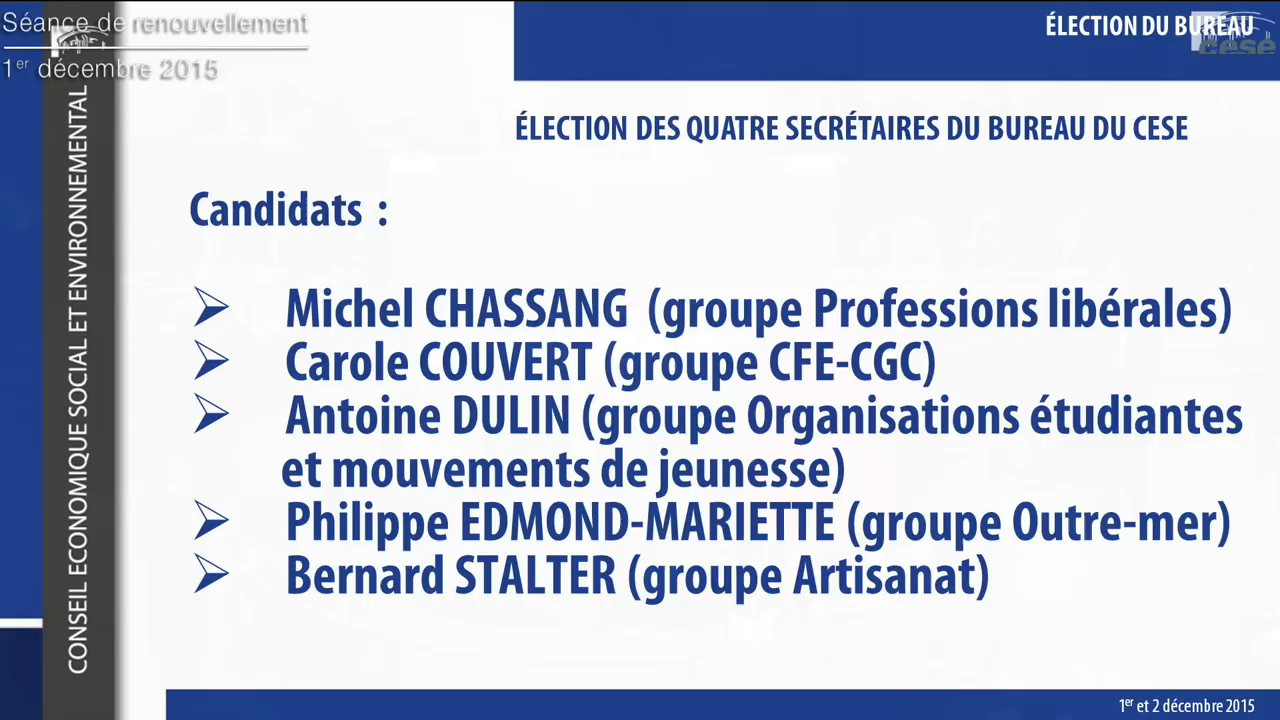 Séance de renouvellement
1er décembre 2015
ÉLECTION DU BUREAU
cese
CONSEIL ECONOMIQUE SOCIAL ET ENVIRONNEMENTAL
ÉLECTION DES QUATRE SECRÉTAIRES DU BUREAU DU CESE
Candidats :
Michel CHASSANG (groupe Professions libérales)
Carole COUVERT (groupe CFE-CGC)
Antoine DULIN (groupe Organisations étudiantes
et mouvements de jeunesse)
Philippe EDMOND-MARIETTE (groupe Outre-mer)
Bernard STALTER (groupe Artisanat)
1er et 2 décembre 2015